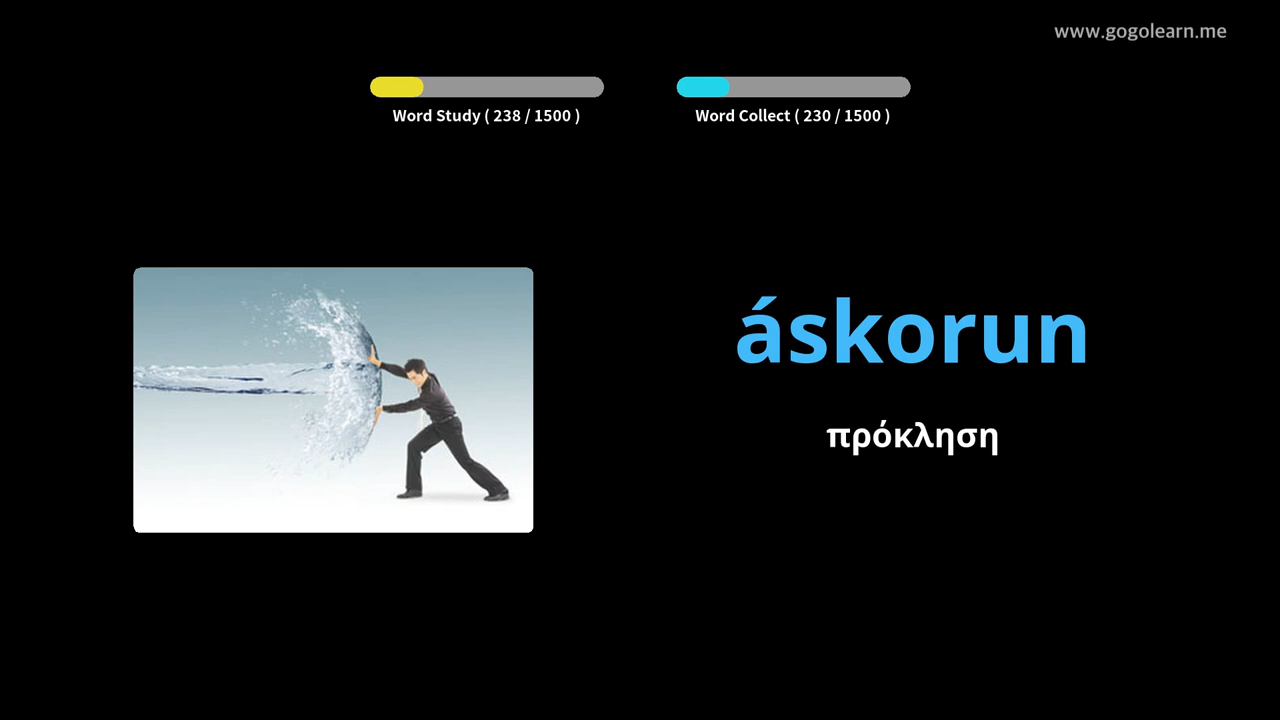 www.gogolearn.me
Word Study ( 238 / 1500 )
Word Collect ( 230 / 1500 )
áskorun
πρόκληση